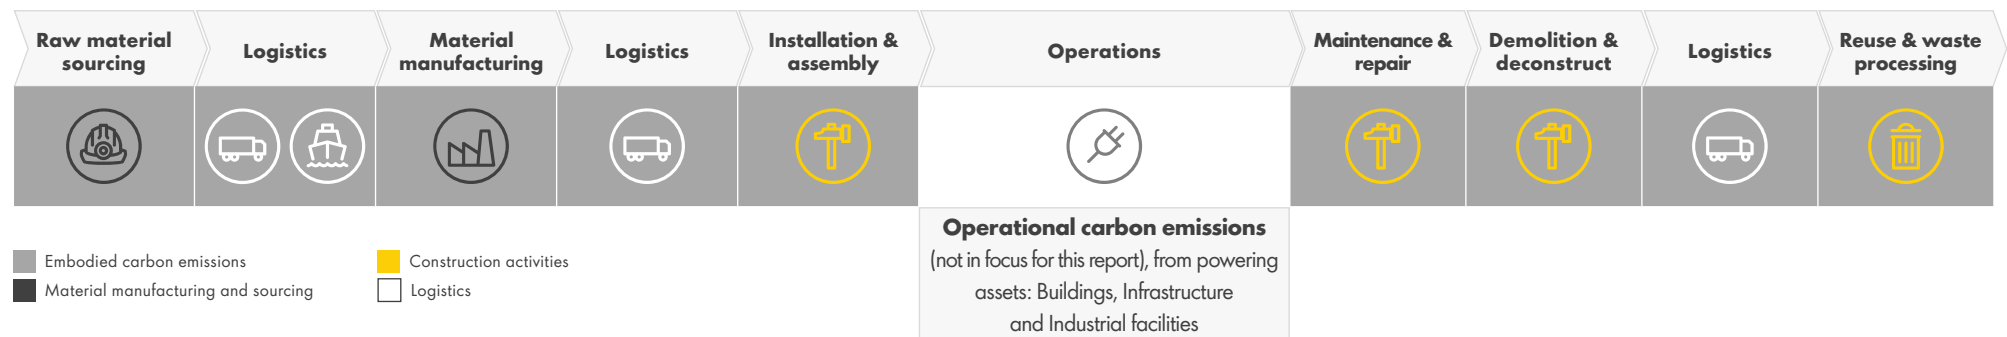 Raw material
sourcing
Logistics
Material
manufacturing
Logistics
Installation &
assembly
Operations
Maintenance &
repair
Demolition &
deconstruct
Logistics
Reuse & waste
processing
Operational carbon emissions
(not in focus for this report), from powering
assets: Buildings, Infrastructure
and Industrial facilities
Embodied carbon emissions
Material manufacturing and sourcing
Construction activities
Logistics